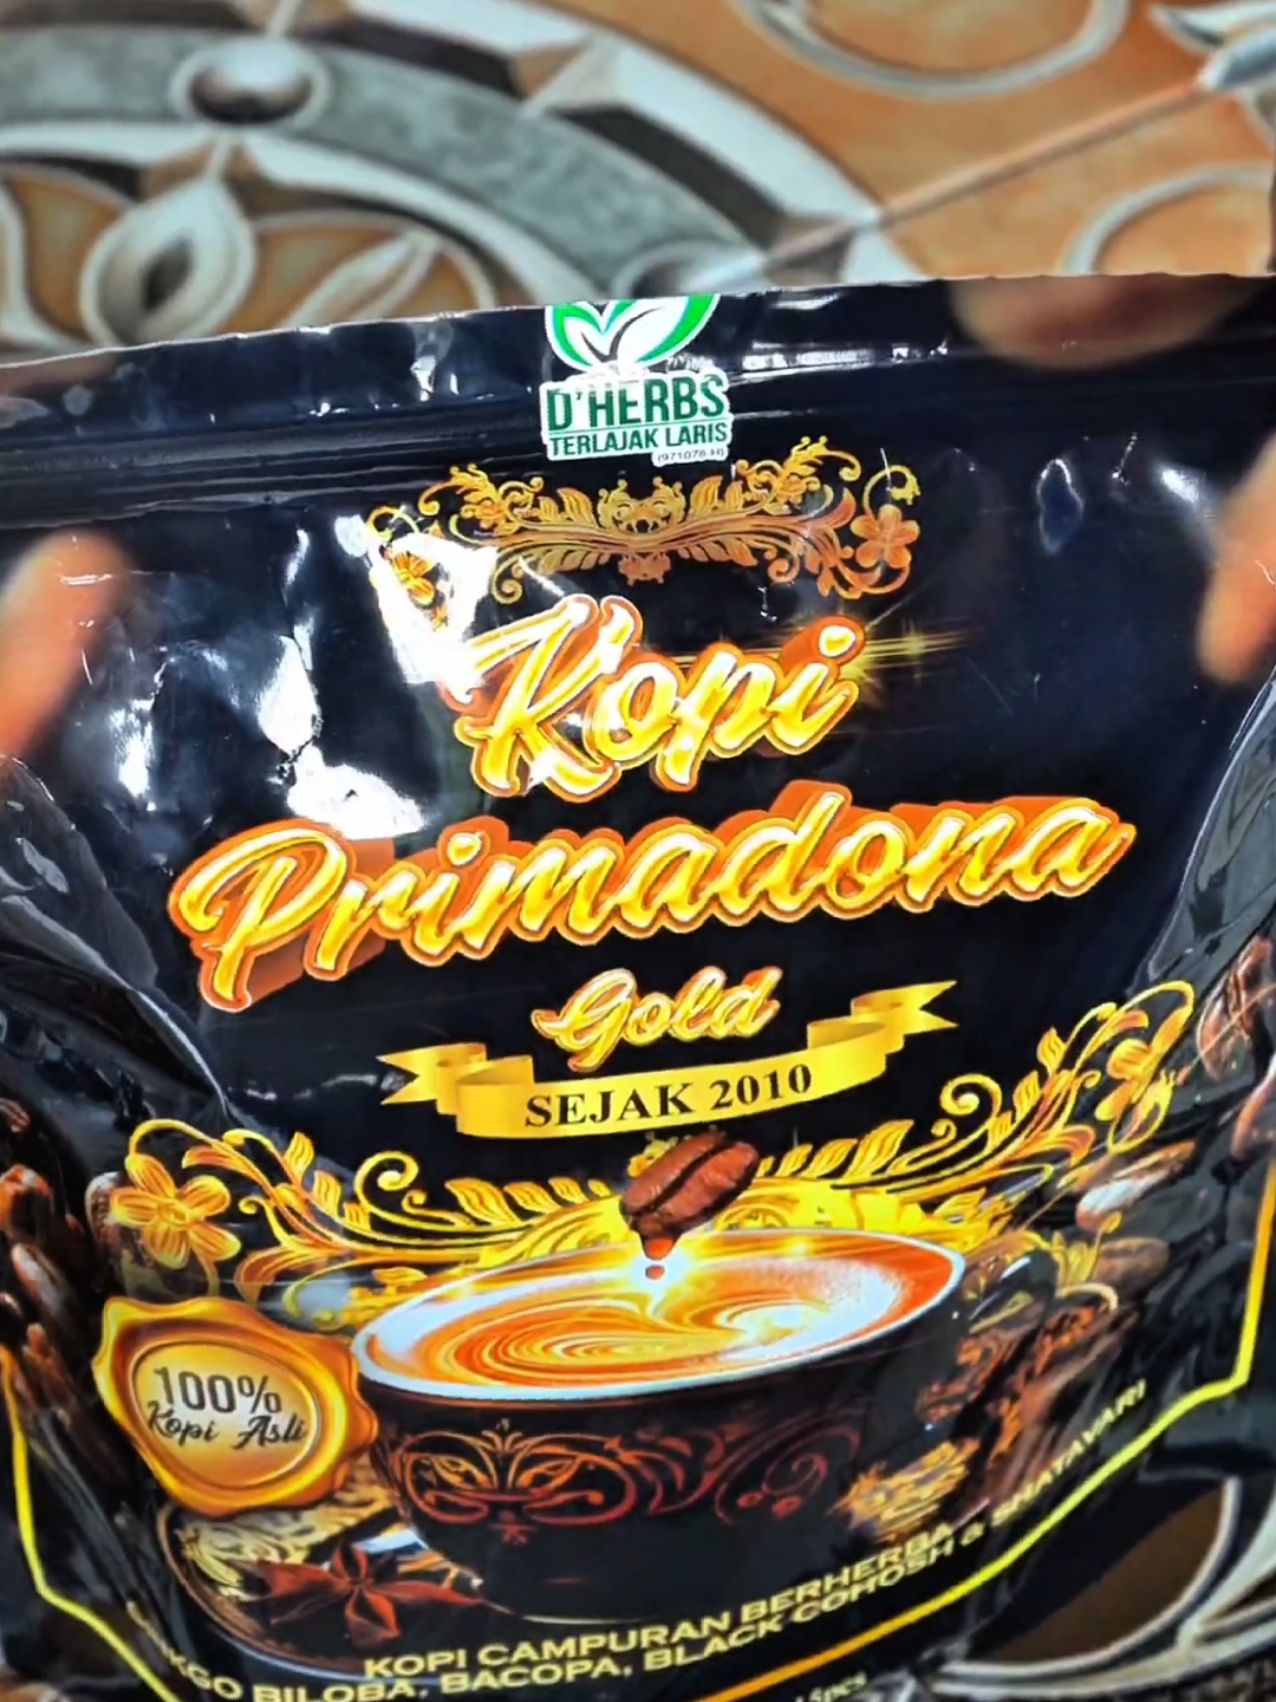 D'HERBS
TERLAJAK LARIS
(971078-H)
Kopi
Primadona
Gold
SEJAK 2010
100%
Kopi Asli
KOPI CAMPURAN BERHERBA
BILOBA, BACOPA, BLACK COHOSH & SHATAVARI